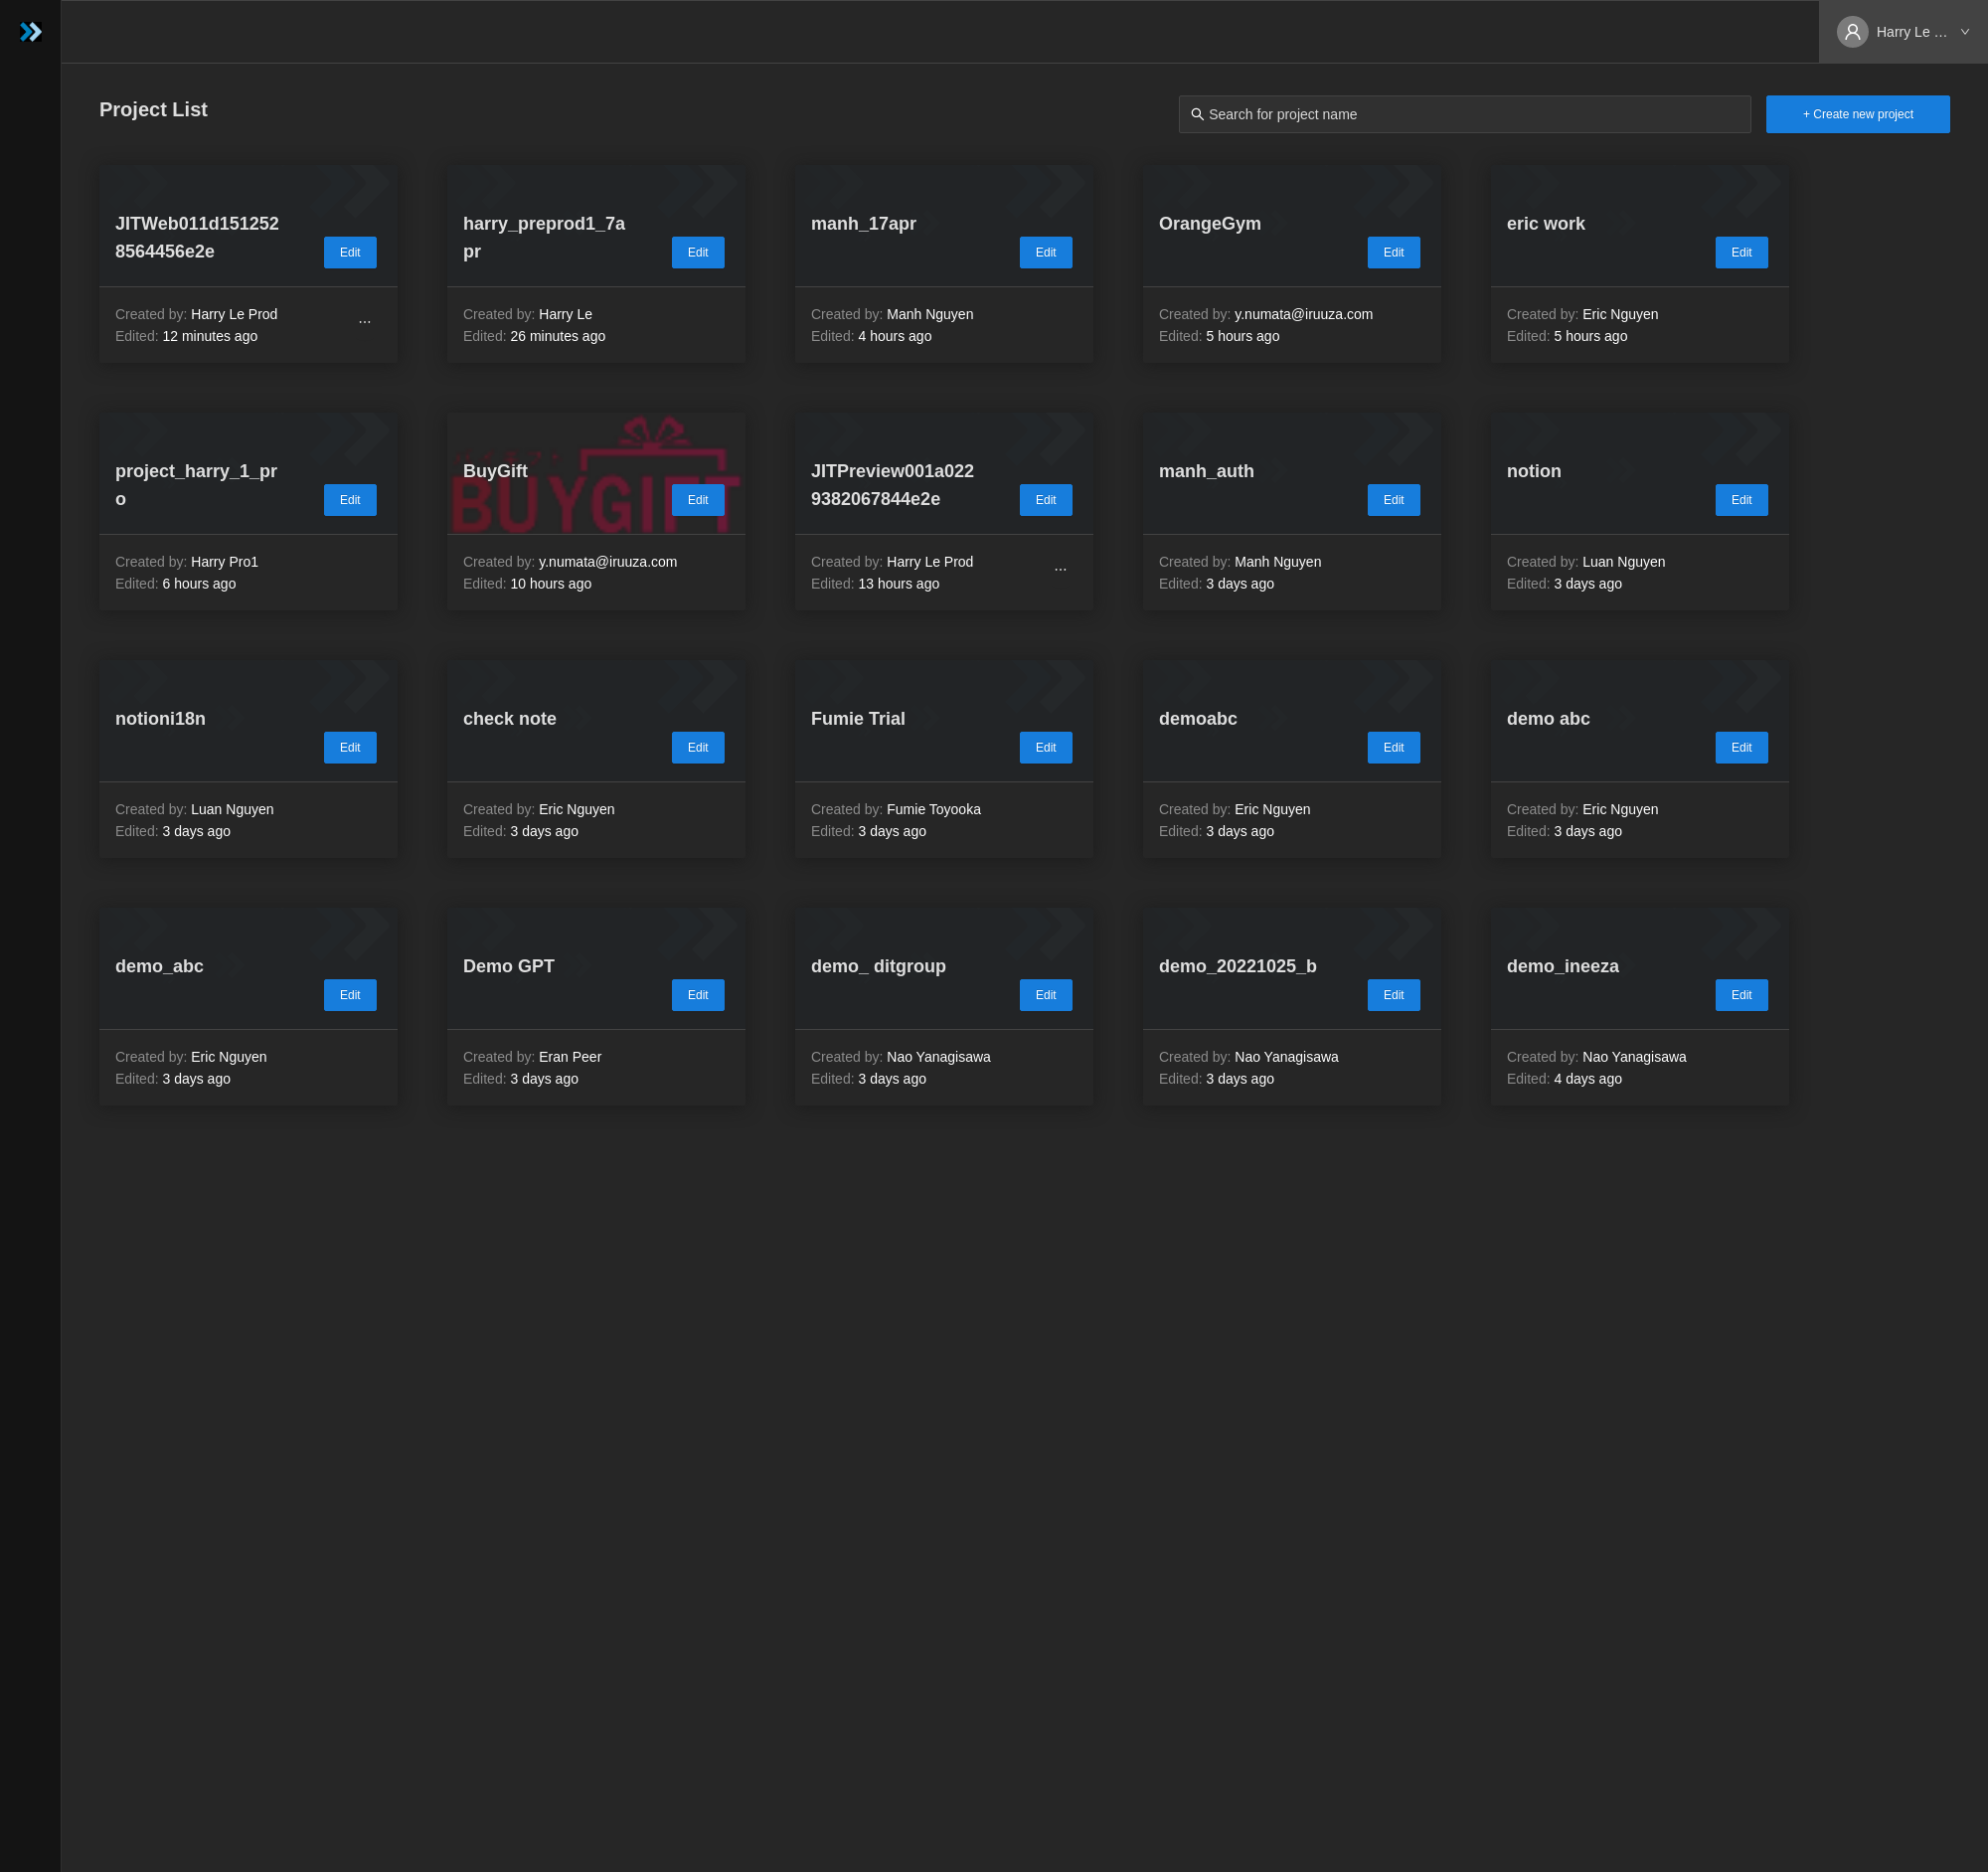 Harry Le ...
Project List
Search for project name
+ Create new project
JITWeb011d151252
8564456e2e
Edit
Created by: Harry Le Prod
Edited: 12 minutes ago
...
harry_preprod1_7a
pr
Edit
Created by: Harry Le
Edited: 26 minutes ago
manh_17apr
Edit
Created by: Manh Nguyen
Edited: 4 hours ago
OrangeGym
Edit
Created by: y.numata@iruuza.com
Edited: 5 hours ago
eric work
Edit
Created by: Eric Nguyen
Edited: 5 hours ago
project_harry_1_pr
o
Edit
Created by: Harry Pro1
Edited: 6 hours ago
BuyGift
BUYGIFT
Edit
Created by: y.numata@iruuza.com
Edited: 10 hours ago
JITPreview001a022
9382067844e2e
Edit
Created by: Harry Le Prod
Edited: 13 hours ago
...
manh_auth
Edit
Created by: Manh Nguyen
Edited: 3 days ago
notion
Edit
Created by: Luan Nguyen
Edited: 3 days ago
notioni18n
Edit
Created by: Luan Nguyen
Edited: 3 days ago
check note
Edit
Created by: Eric Nguyen
Edited: 3 days ago
Fumie Trial
Edit
Created by: Fumie Toyooka
Edited: 3 days ago
demoabc
Edit
Created by: Eric Nguyen
Edited: 3 days ago
demo abc
Edit
Created by: Eric Nguyen
Edited: 3 days ago
demo_abc
Edit
Created by: Eric Nguyen
Edited: 3 days ago
Demo GPT
Edit
Created by: Eran Peer
Edited: 3 days ago
demo_ ditgroup
Edit
Created by: Nao Yanagisawa
Edited: 3 days ago
demo_20221025_b
Edit
Created by: Nao Yanagisawa
Edited: 3 days ago
demo_ineeza
Edit
Created by: Nao Yanagisawa
Edited: 4 days ago